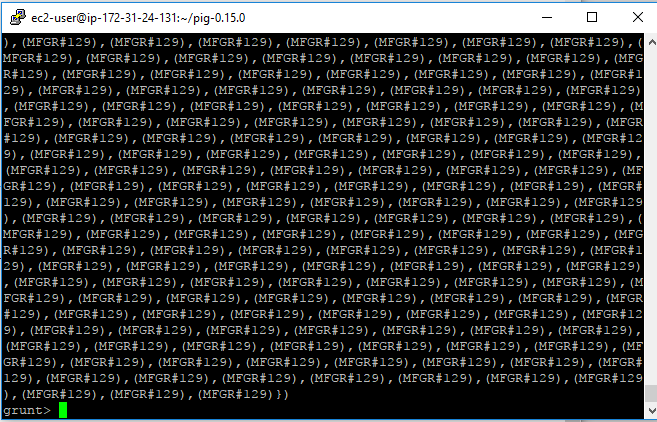 ec2-user@ip-172-31-24-131:~/pig-0.15.0
),(MFGR#129),(MFGR#129),(MFGR#129),(MFGR#129),(MFGR#129),(MFGR#129),(MFGR#129),(
MFGR#129),(MFGR#129),(MFGR#129),(MFGR#129),(MFGR#129),(MFGR#129),(MFGR#129),(MFG
R#129),(MFGR#129),(MFGR#129),(MFGR#129),(MFGR#129),(MFGR#129),(MFGR#129),(MFGR#1
29),(MFGR#129),(MFGR#129),(MFGR#129),(MFGR#129),(MFGR#129),(MFGR#129),(MFGR#129)
,(MFGR#129),(MFGR#129),(MFGR#129),(MFGR#129),(MFGR#129),(MFGR#129),(MFGR#129),(M
FGR#129),(MFGR#129),(MFGR#129),(MFGR#129),(MFGR#129),(MFGR#129),(MFGR#129),(MFGR
#129),(MFGR#129),(MFGR#129),(MFGR#129),(MFGR#129),(MFGR#129),(MFGR#129),(MFGR#12
9),(MFGR#129),(MFGR#129),(MFGR#129),(MFGR#129),(MFGR#129),(MFGR#129),(MFGR#129),
(MFGR#129),(MFGR#129),(MFGR#129),(MFGR#129),(MFGR#129),(MFGR#129),(MFGR#129),(MF
GR#129),(MFGR#129),(MFGR#129),(MFGR#129),(MFGR#129),(MFGR#129),(MFGR#129),(MFGR#
129),(MFGR#129),(MFGR#129),(MFGR#129),(MFGR#129),(MFGR#129),(MFGR#129),(MFGR#129
),(MFGR#129),(MFGR#129),(MFGR#129),(MFGR#129),(MFGR#129),(MFGR#129),(MFGR#129),(
MFGR#129),(MFGR#129),(MFGR#129),(MFGR#129),(MFGR#129),(MFGR#129),(MFGR#129),(MFG
R#129),(MFGR#129),(MFGR#129),(MFGR#129),(MFGR#129),(MFGR#129),(MFGR#129),(MFGR#1
29),(MFGR#129),(MFGR#129),(MFGR#129),(MFGR#129),(MFGR#129),(MFGR#129),(MFGR#129)
,(MFGR#129),(MFGR#129),(MFGR#129),(MFGR#129),(MFGR#129),(MFGR#129),(MFGR#129),(M
FGR#129),(MFGR#129),(MFGR#129),(MFGR#129),(MFGR#129),(MFGR#129),(MFGR#129),(MFGR
#129),(MFGR#129),(MFGR#129),(MFGR#129),(MFGR#129),(MFGR#129),(MFGR#129),(MFGR#12
9),(MFGR#129),(MFGR#129),(MFGR#129),(MFGR#129),(MFGR#129),(MFGR#129),(MFGR#129),
(MFGR#129),(MFGR#129),(MFGR#129),(MFGR#129),(MFGR#129),(MFGR#129),(MFGR#129),(MF
GR#129),(MFGR#129),(MFGR#129),(MFGR#129),(MFGR#129),(MFGR#129),(MFGR#129),(MFGR#
129),(MFGR#129),(MFGR#129),(MFGR#129),(MFGR#129),(MFGR#129),(MFGR#129),(MFGR#129
),(MFGR#129),(MFGR#129),(MFGR#129)})
grunt>